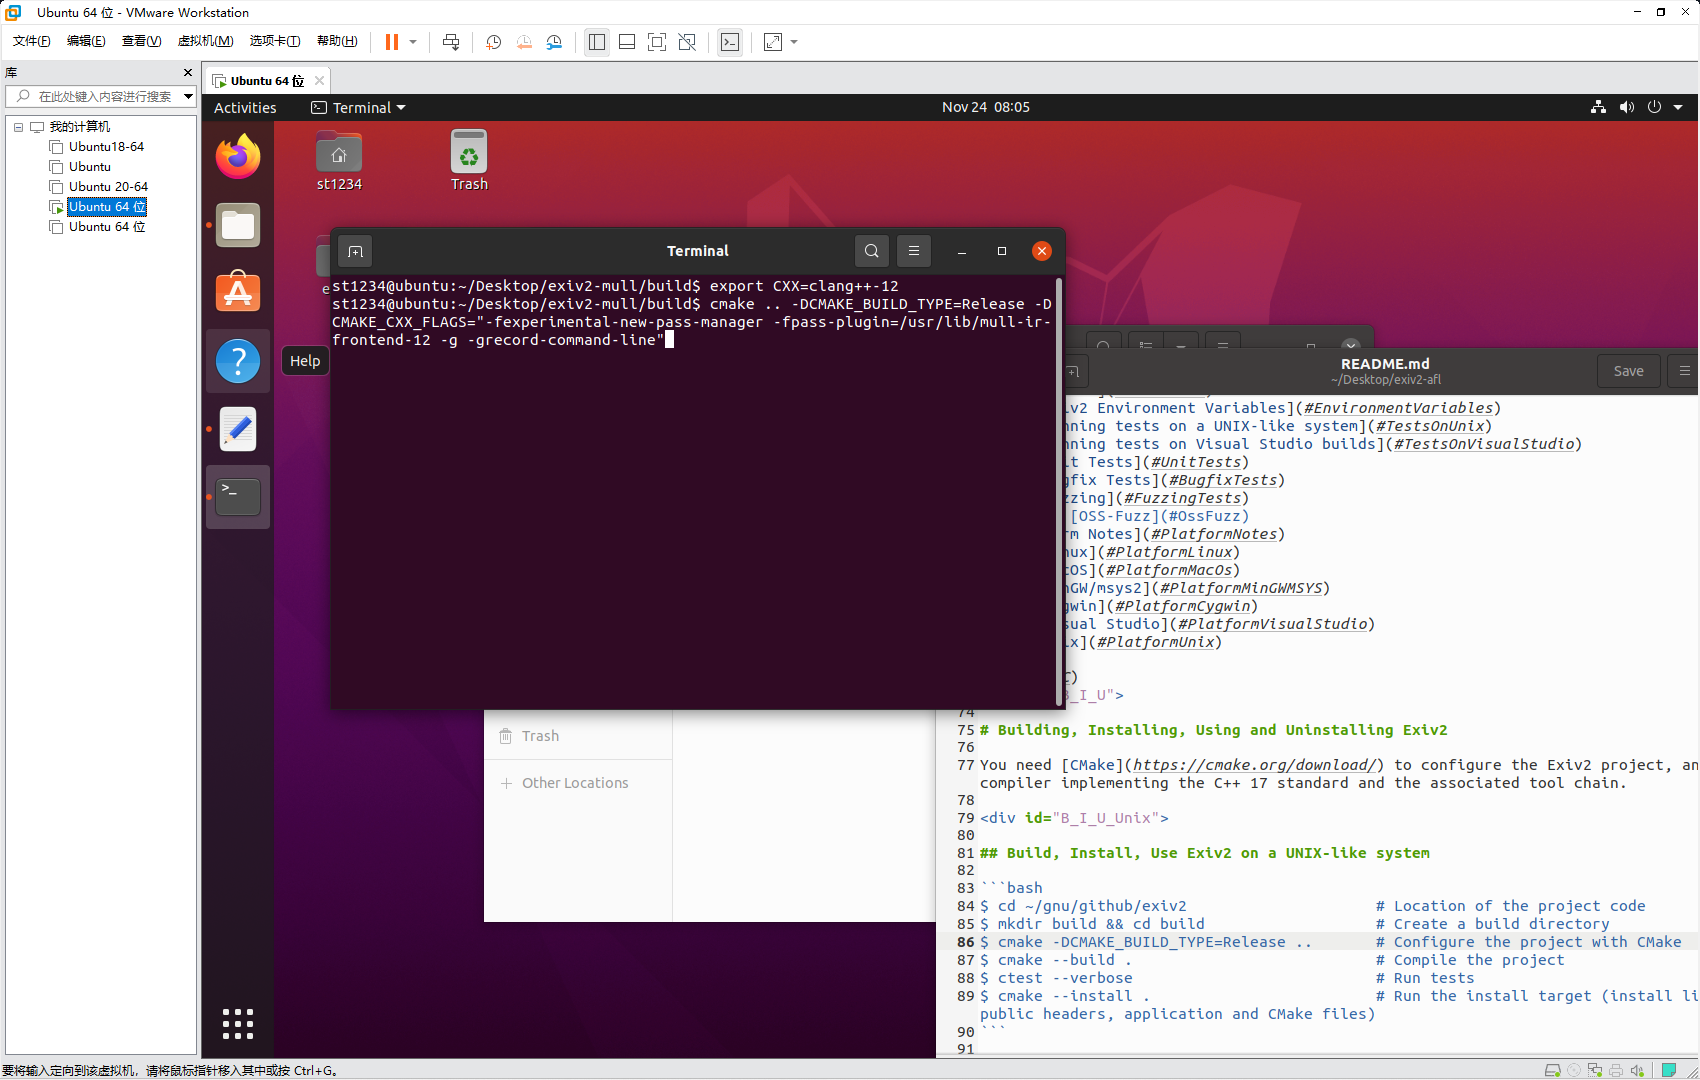 Ubuntu 64 位 - VMware Workstation
文件(F) 编辑(E) 查看(V) 虚拟机(M) 选项卡(T) 帮助(H)
库
在此处键入内容进行搜索
我的计算机
Ubuntu18-64
Ubuntu
Ubuntu 20-64
Ubuntu 64 位
Ubuntu 64 位
Ubuntu 64 位
Activities Terminal Nov 24 08:05
st1234
Trash
e
Help
Terminal
st1234@ubuntu:~/Desktop/exiv2-mull/build$ export CXX=clang++-12
st1234@ubuntu:~/Desktop/exiv2-mull/build$ cmake .. -DCMAKE_BUILD_TYPE=Release -D
CMAKE_CXX_FLAGS="-fexperimental-new-pass-manager -fpass-plugin=/usr/lib/mull-ir-
frontend-12 -g -grecord-command-line"
Trash
Other Locations
README.md
~/Desktop/exiv2-afl
Save
iv2 Environment Variables](#EnvironmentVariables)
nning tests on a UNIX-like system](#TestsOnUnix)
nning tests on Visual Studio builds](#TestsOnVisualStudio)
it Tests](#UnitTests)
gfix Tests](#BugfixTests)
zzing](#FuzzingTests)
[OSS-Fuzz](#OssFuzz)
rm Notes](#PlatformNotes)
nux](#PlatformLinux)
cOS](#PlatformMacOs)
nGW/msys2](#PlatformMinGWMSYS)
gwin](#PlatformCygwin)
sual Studio](#PlatformVisualStudio)
ix](#PlatformUnix)
C)
B_I_U">
74
75 # Building, Installing, Using and Uninstalling Exiv2
76
77 You need [CMake](https://cmake.org/download/) to configure the Exiv2 project, an
compiler implementing the C++ 17 standard and the associated tool chain.
78
79 <div id="B_I_U_Unix">
80
81 ## Build, Install, Use Exiv2 on a UNIX-like system
82
83 ```bash
84 $ cd ~/gnu/github/exiv2 # Location of the project code
85 $ mkdir build && cd build # Create a build directory
86 $ cmake -DCMAKE_BUILD_TYPE=Release .. # Configure the project with CMake
87 $ cmake --build . # Compile the project
88 $ ctest --verbose # Run tests
89 $ cmake --install . # Run the install target (install li
public headers, application and CMake files)
90 ```
91
要将输入定向到该虚拟机，请将鼠标指针移入其中或按 Ctrl+G。